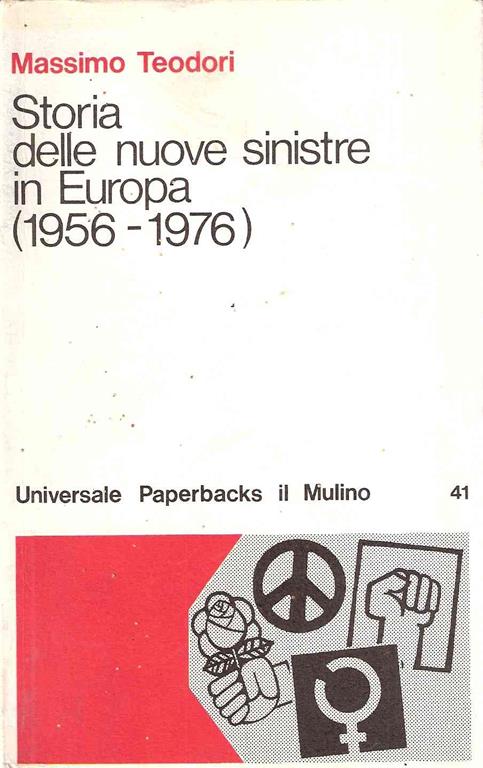 Massimo Teodori
Storia
delle nuove sinistre
in Europa
(1956-1976)
Universale Paperbacks il Mulino 41